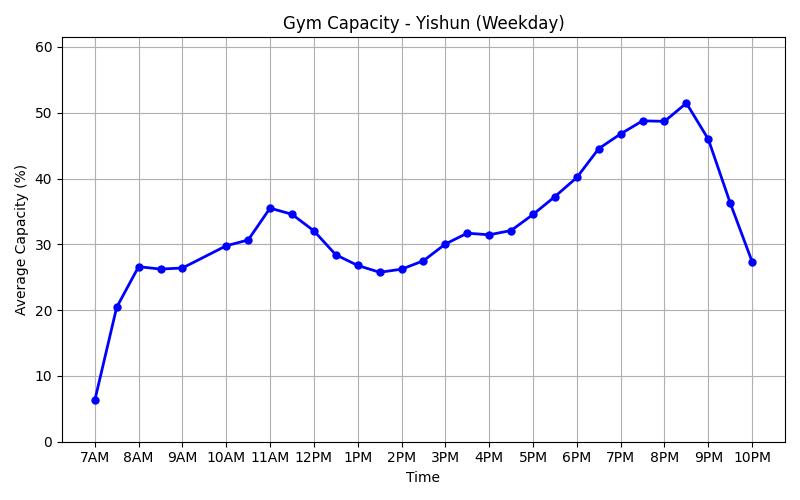 Gym Capacity - Yishun (Weekday)
60
50
40
30
20
10
0
Average Capacity (%)
7AM 8AM 9AM 10AM 11AM 12PM 1PM 2PM 3PM 4PM 5PM 6PM 7PM 8PM 9PM 10PM
Time